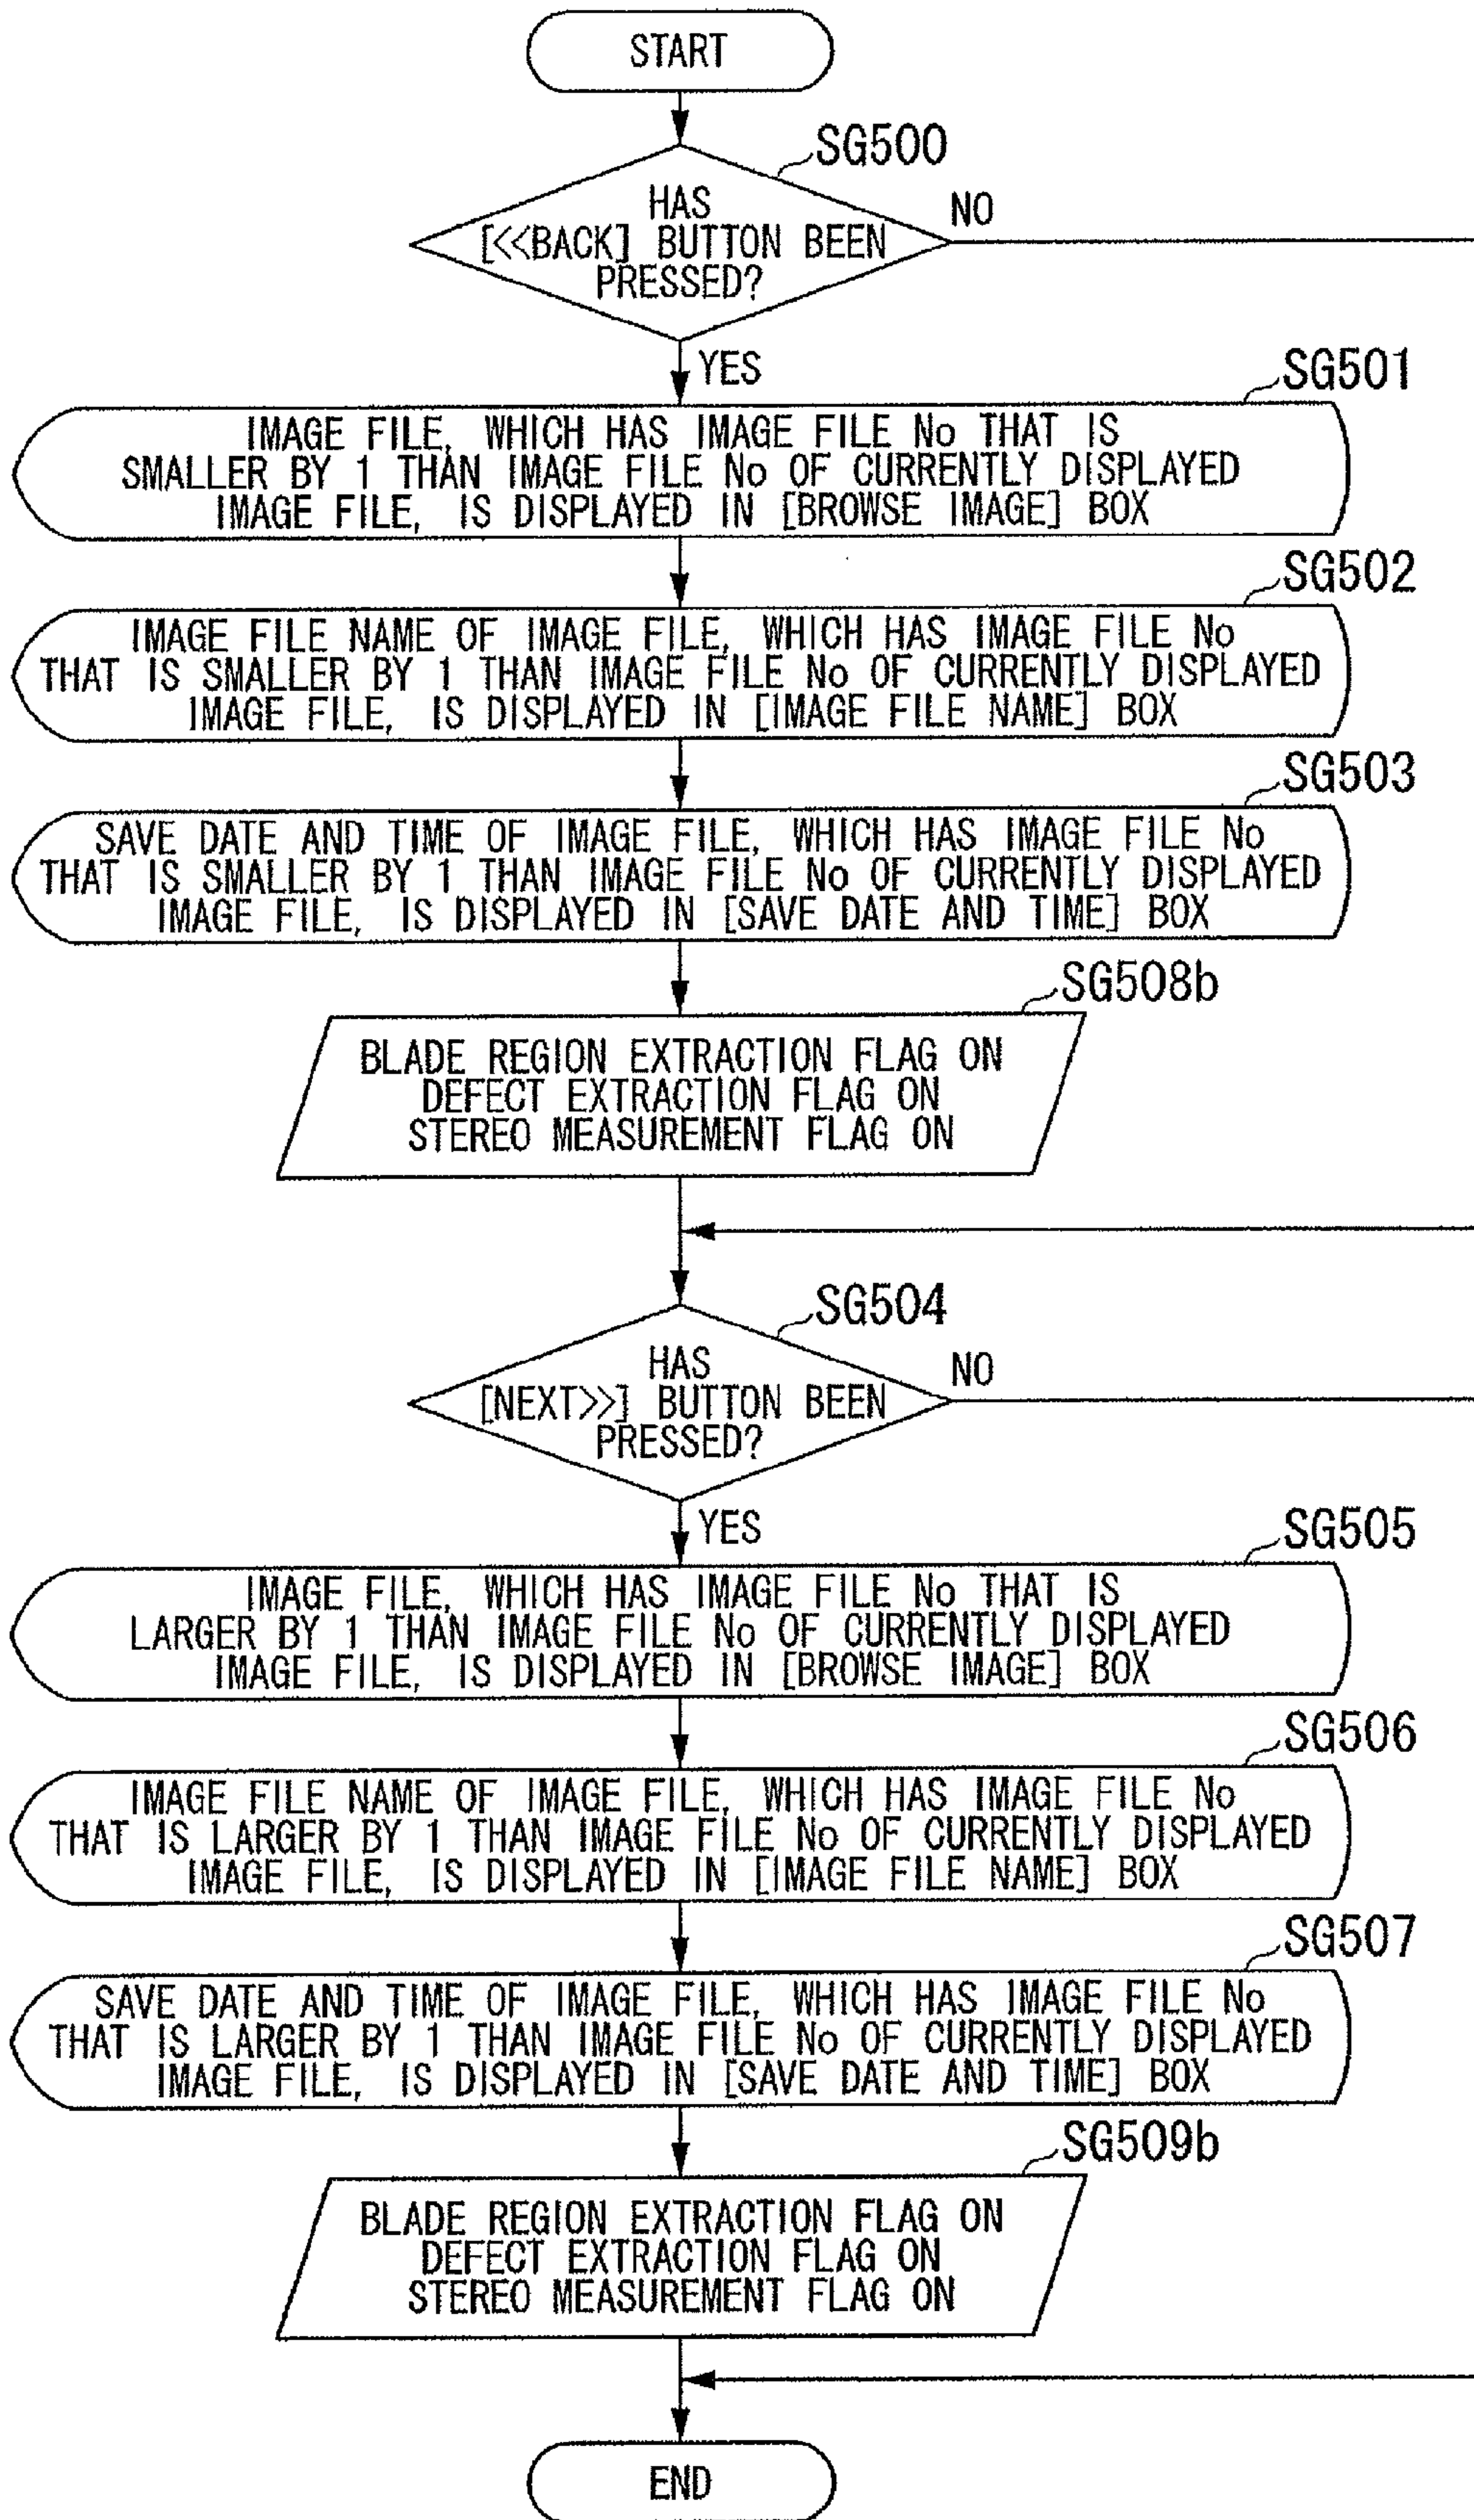 START
SG500
HAS
[<<BACK] BUTTON BEEN
PRESSED?
NO
YES
SG501
IMAGE FILE, WHICH HAS IMAGE FILE No THAT IS
SMALLER BY 1 THAN IMAGE FILE No OF CURRENTLY DISPLAYED
IMAGE FILE, IS DISPLAYED IN [BROWSE IMAGE] BOX
SG502
IMAGE FILE NAME OF IMAGE FILE, WHICH HAS IMAGE FILE No
THAT IS SMALLER BY 1 THAN IMAGE FILE No OF CURRENTLY DISPLAYED
IMAGE FILE, IS DISPLAYED IN [IMAGE FILE NAME] BOX
SG503
SAVE DATE AND TIME OF IMAGE FILE, WHICH HAS IMAGE FILE No
THAT IS SMALLER BY 1 THAN IMAGE FILE No OF CURRENTLY DISPLAYED
IMAGE FILE, IS DISPLAYED IN [SAVE DATE AND TIME] BOX
SG508b
BLADE REGION EXTRACTION FLAG ON
DEFECT EXTRACTION FLAG ON
STEREO MEASUREMENT FLAG ON
SG504
HAS
[NEXT>>] BUTTON BEEN
PRESSED?
NO
YES
SG505
IMAGE FILE, WHICH HAS IMAGE FILE No THAT IS
LARGER BY 1 THAN IMAGE FILE No OF CURRENTLY DISPLAYED
IMAGE FILE, IS DISPLAYED IN [BROWSE IMAGE] BOX
SG506
IMAGE FILE NAME OF IMAGE FILE, WHICH HAS IMAGE FILE No
THAT IS LARGER BY 1 THAN IMAGE FILE No OF CURRENTLY DISPLAYED
IMAGE FILE, IS DISPLAYED IN [IMAGE FILE NAME] BOX
SG507
SAVE DATE AND TIME OF IMAGE FILE, WHICH HAS IMAGE FILE No
THAT IS LARGER BY 1 THAN IMAGE FILE No OF CURRENTLY DISPLAYED
IMAGE FILE, IS DISPLAYED IN [SAVE DATE AND TIME] BOX
SG509b
BLADE REGION EXTRACTION FLAG ON
DEFECT EXTRACTION FLAG ON
STEREO MEASUREMENT FLAG ON
END